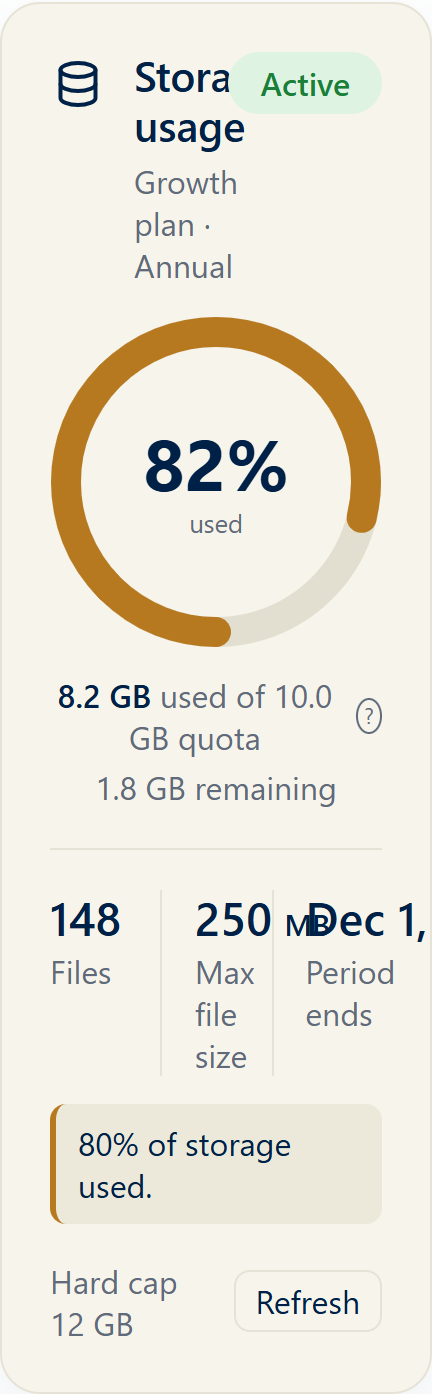 Stora
Active
usage
Growth
plan ·
Annual
82%
used
8.2 GB used of 10.0
GB quota
?
1.8 GB remaining
148
250 MB
Dec 1,
Files
Max
file
size
Period
ends
80% of storage
used.
Hard cap
12 GB
Refresh